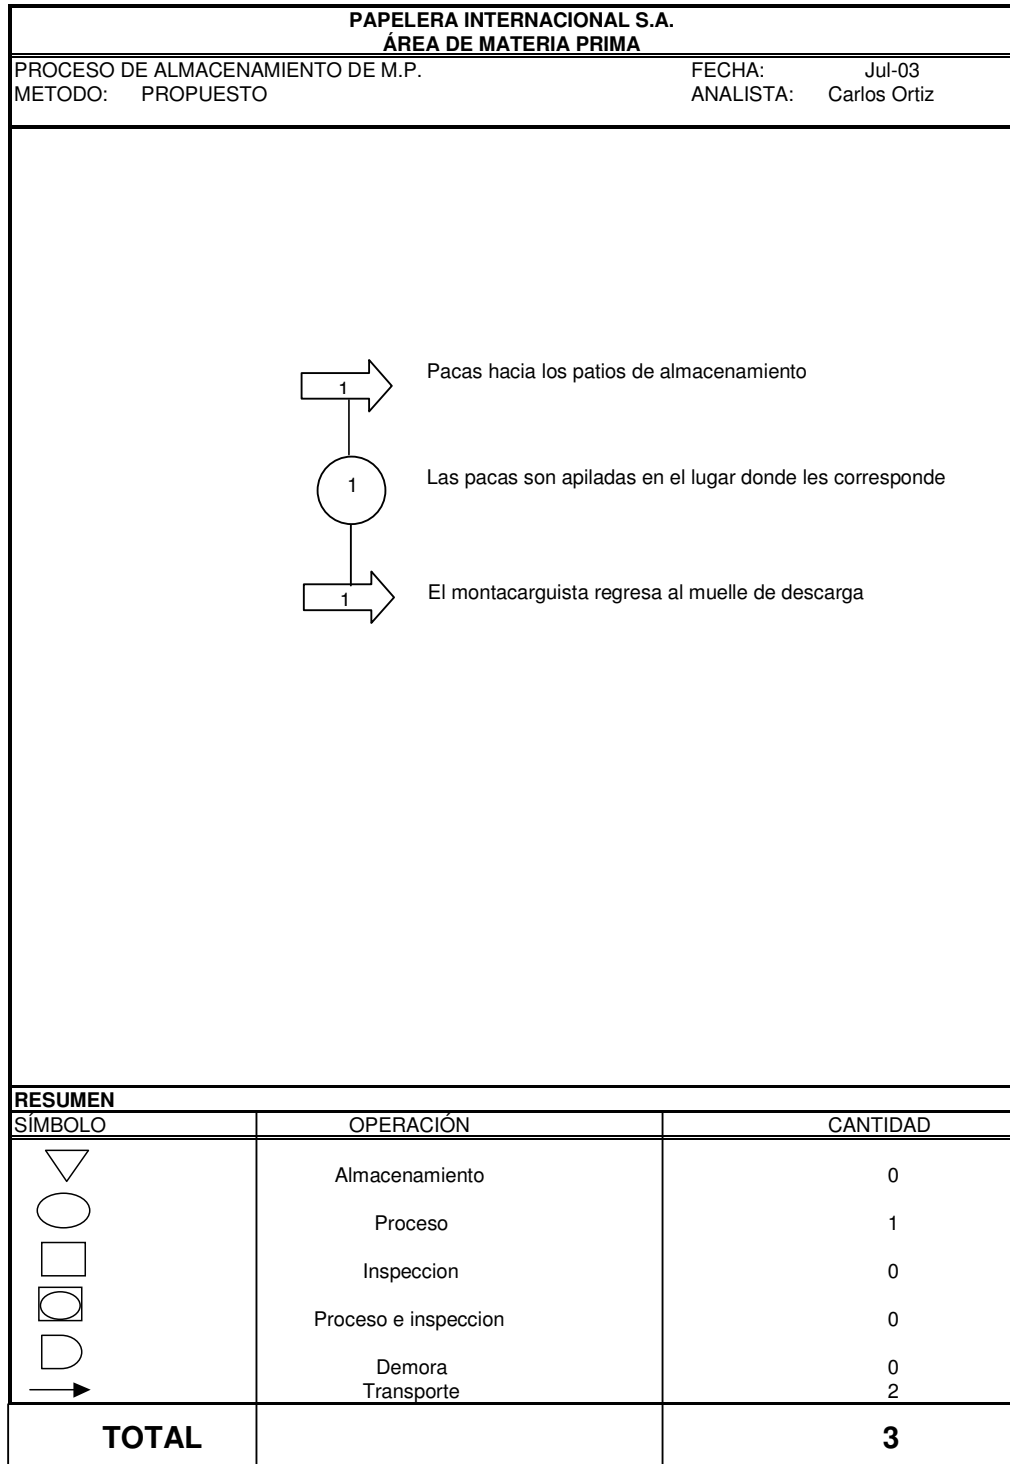 PAPELERA INTERNACIONAL S.A.
ÁREA DE MATERIA PRIMA
PROCESO DE ALMACENAMIENTO DE M.P. FECHA: Jul-03
METODO: PROPUESTO ANALISTA: Carlos Ortiz
1 Pacas hacia los patios de almacenamiento
1 Las pacas son apiladas en el lugar donde les corresponde
1 El montacarguista regresa al muelle de descarga
RESUMEN
SÍMBOLO OPERACIÓN CANTIDAD
Almacenamiento 0
Proceso 1
Inspeccion 0
Proceso e inspeccion 0
Demora 0
Transporte 2
TOTAL 3